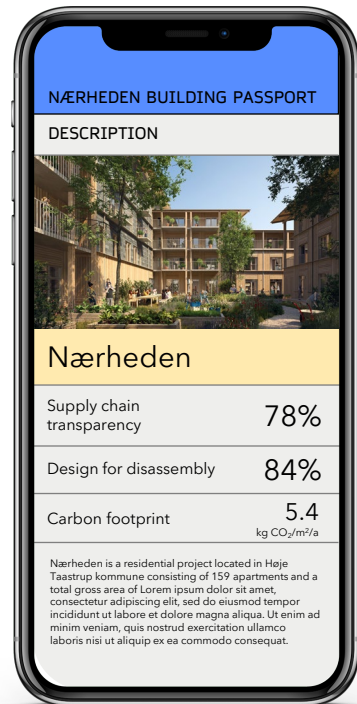 NÆRHEDEN BUILDING PASSPORT
DESCRIPTION
Nærheden
Supply chain
transparency
78%
Design for disassembly
84%
Carbon footprint
5.4
kg CO₂/m²/a
Nærheden is a residential project located in Høje
Taastrup kommune consisting of 159 apartments and a
total gross area of Lorem ipsum dolor sit amet,
consectetur adipiscing elit, sed do eiusmod tempor
incididunt ut labore et dolore magna aliqua. Ut enim ad
minim veniam, quis nostrud exercitation ullamco
laboris nisi ut aliquip ex ea commodo consequat.